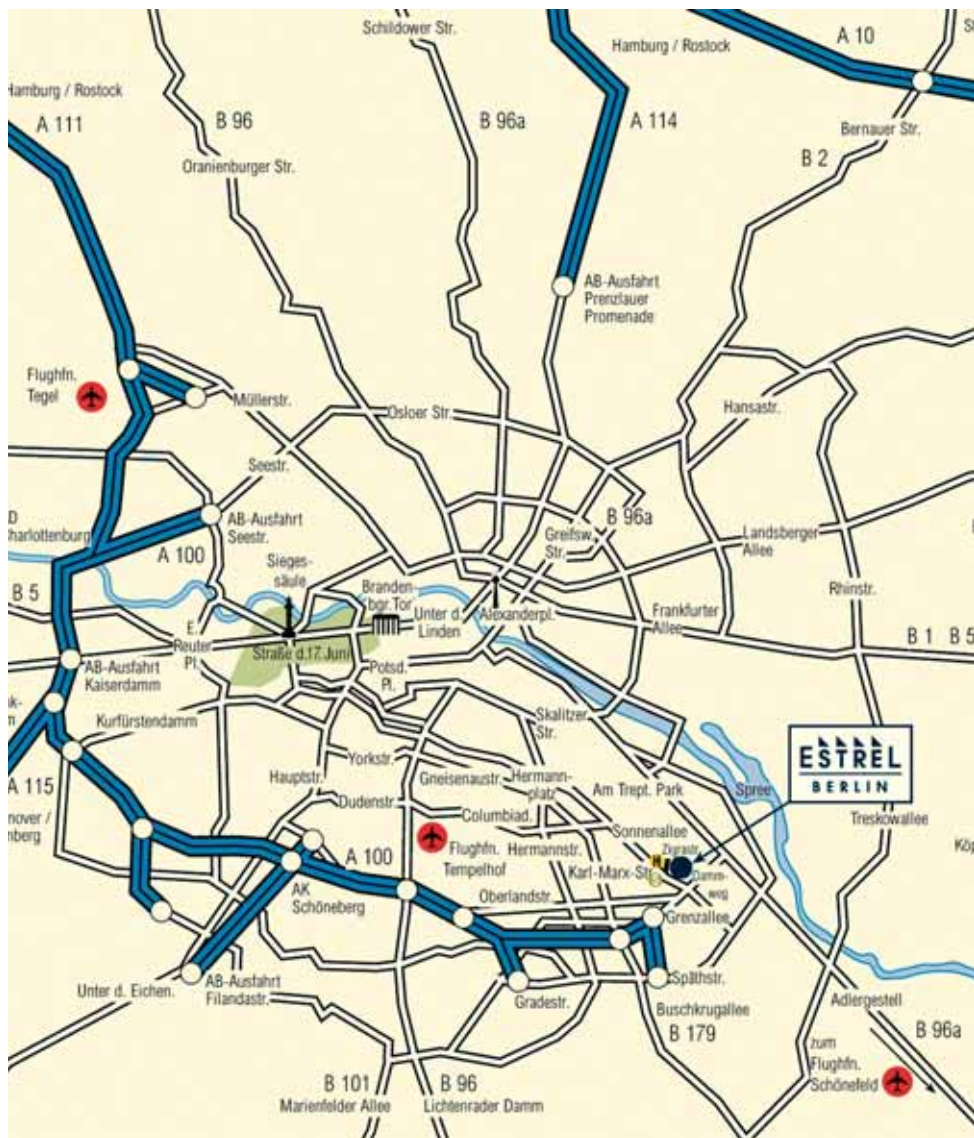 Schildower Str.
Hamburg / Rostock
A 10
Hamburg / Rostock
A 111
B 96
B 96a
A 114
Bernauer Str.
B 2
Oranienburger Str.
AB-Ausfahrt
Prenzlauer
Promenade
Flughfn.
Tegel
Müllerstr.
Osloer Str.
Hansastr.
Seestr.
AB-Ausfahrt
Seestr.
B 96a
Greifsw.
Str.
Landsberger
Allee
Charlottenburg
A 100
Sieges-
säule
Branden-
bgr.Tor
Rhinstr.
B 5
Unter d.
Linden
Alexanderpl.
Frankfurter
Allee
E.
Reuter
Pl.
Straße d.17.Juni
B 1
B 5
AB-Ausfahrt
Kaiserdamm
Potsd.
Pl.
Kurfürstendamm
Skalitzer
Str.
ESTREL
BERLIN
A 115
Hauptstr.
Yorkstr.
Gneisenaustr.
Hermann-
platz
Am Trept. Park
Spree
Dudenstr.
Columbiad.
Sonnenallee
Treskowallee
Flughfn.
Tempelhof
Hermannstr.
Ziegrastr.
A 100
Karl-Marx-Str.
Damm-
weg
AK
Schöneberg
Oberlandstr.
Grenzallee
Unter d. Eichen.
AB-Ausfahrt
Filandastr.
Gradestr.
Späthstr.
Buschkrugallee
Adlergestell
B 179
B 96a
zum
Flughfn.
Schönefeld
B 101
Marienfelder Allee
B 96
Lichtenrader Damm